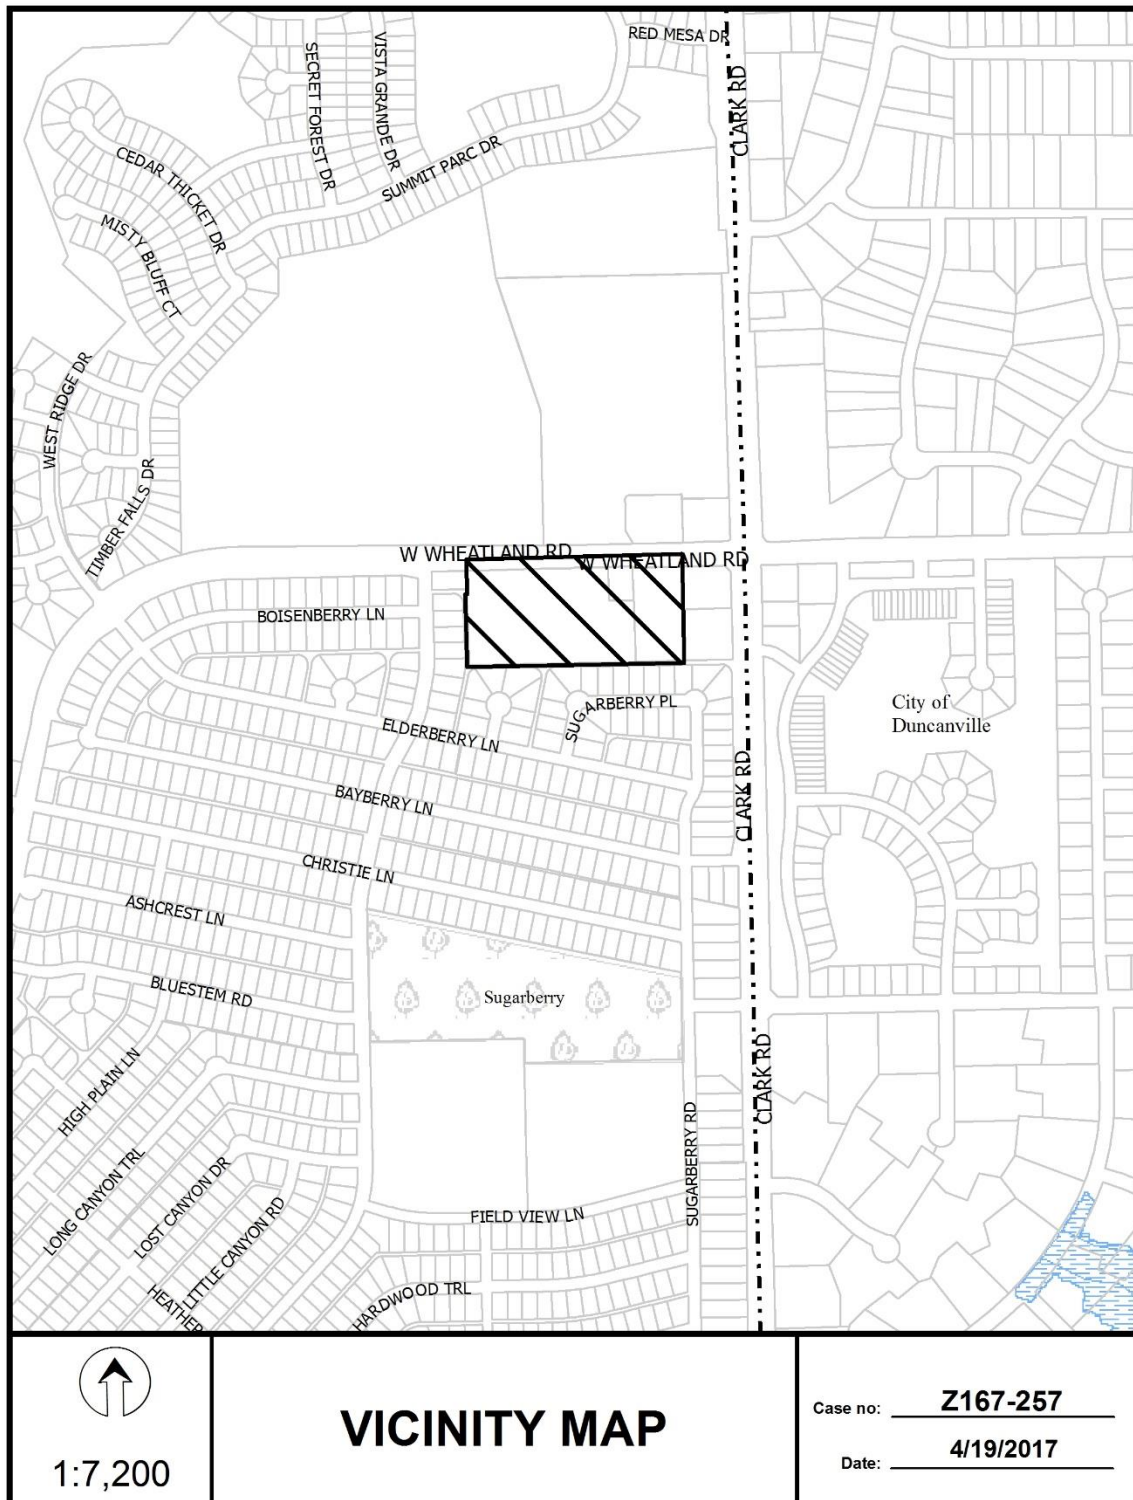 RED MESA DR
SECRET FOREST DR
VISTA GRANDE DR
CLARK RD
CEDAR THICKET DR
SUMMIT PARC DR
MISTY BLUFF CT
WEST RIDGE DR
TIMBER FALLS DR
W WHEATLAND RD
W WHEATLAND RD
BOISENBERRY LN
SUGARBERRY PL
City of
Duncanville
ELDERBERRY LN
CLARK RD
BAYBERRY LN
CHRISTIE LN
ASHCREST LN
BLUESTEM RD
Sugarberry
HIGH PLAIN LN
CLARK RD
SUGARBERRY RD
LONG CANYON TRL
LOST CANYON DR
LITTLE CANYON RD
FIELD VIEW LN
HEATHER
HARDWOOD TRL
1:7,200
VICINITY MAP
Case no: Z167-257
Date: 4/19/2017